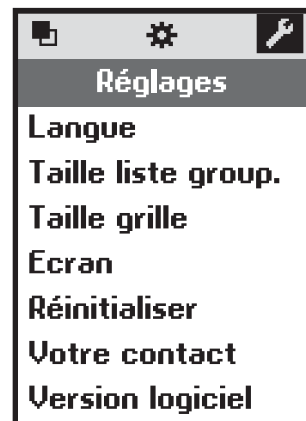 Réglages
Langue
Taille liste group.
Taille grille
Ecran
Réinitialiser
Votre contact
Version logiciel